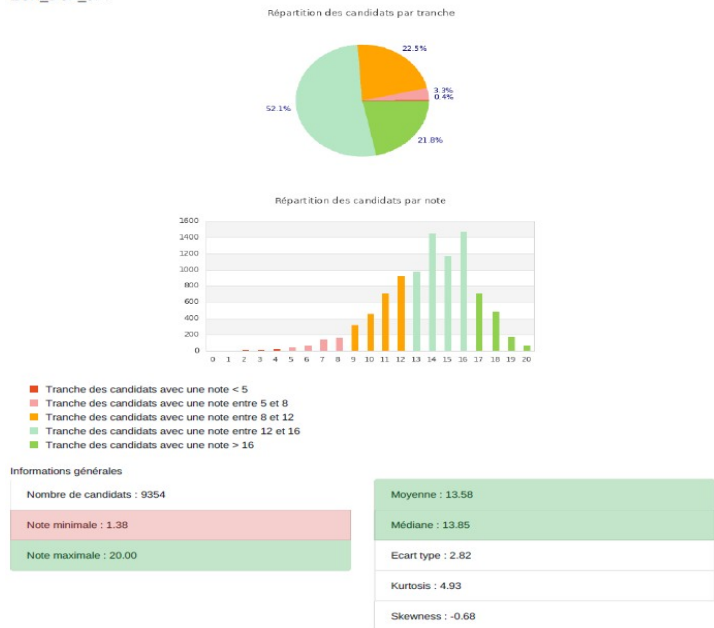 Répartition des candidats par tranche
22.5%
3.3%
0.4%
52.1%
21.8%
Répartition des candidats par note
1600
1400
1200
1000
800
600
400
200
0
0 1 2 3 4 5 6 7 8 9 10 11 12 13 14 15 16 17 18 19 20
Tranche des candidats avec une note < 5
Tranche des candidats avec une note entre 5 et 8
Tranche des candidats avec une note entre 8 et 12
Tranche des candidats avec une note entre 12 et 16
Tranche des candidats avec une note > 16
Informations générales
Nombre de candidats : 9354
Note minimale : 1.38
Note maximale : 20.00
Moyenne : 13.58
Médiane : 13.85
Ecart type : 2.82
Kurtosis : 4.93
Skewness : -0.68